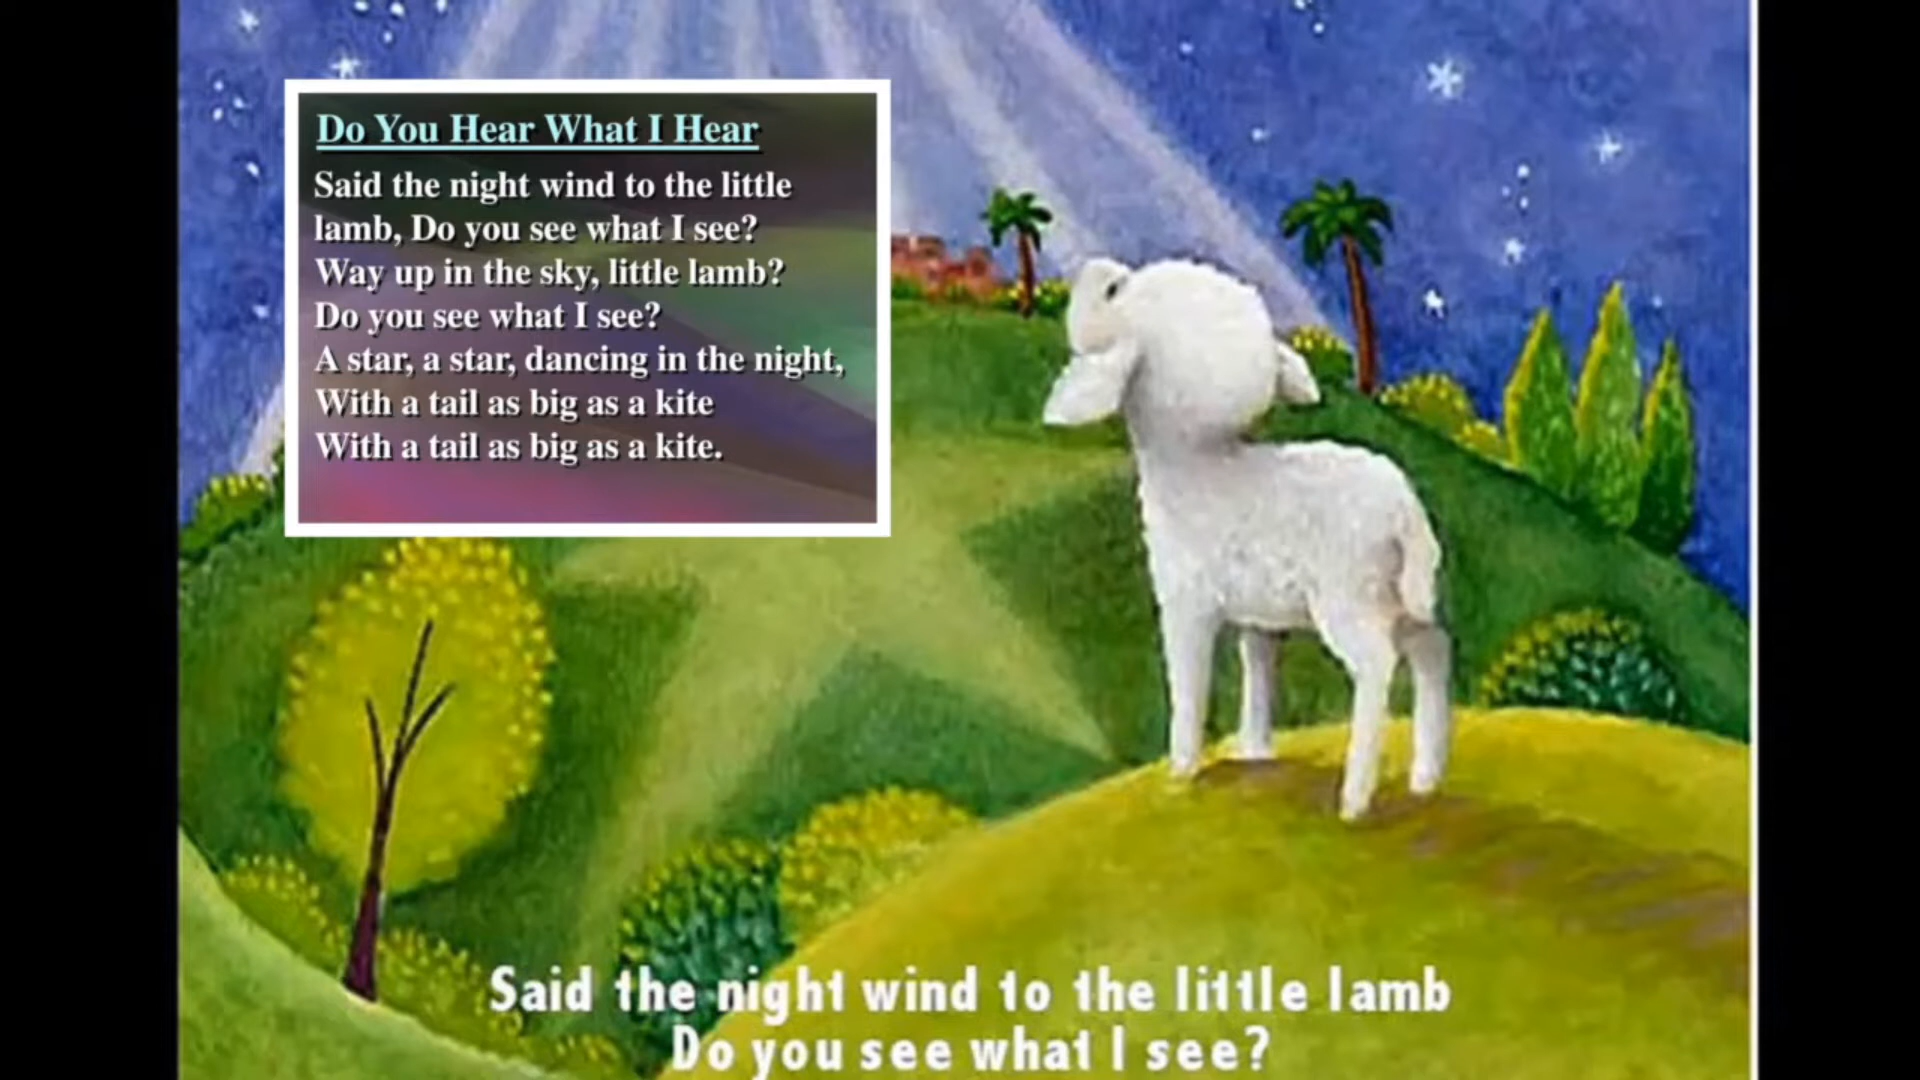 Do You Hear What I Hear
Said the night wind to the little
lamb, Do you see what I see?
Way up in the sky, little lamb?
Do you see what I see?
A star, a star, dancing in the night,
With a tail as big as a kite
With a tail as big as a kite.
Said the night wind to the little lamb
Do you see what I see?